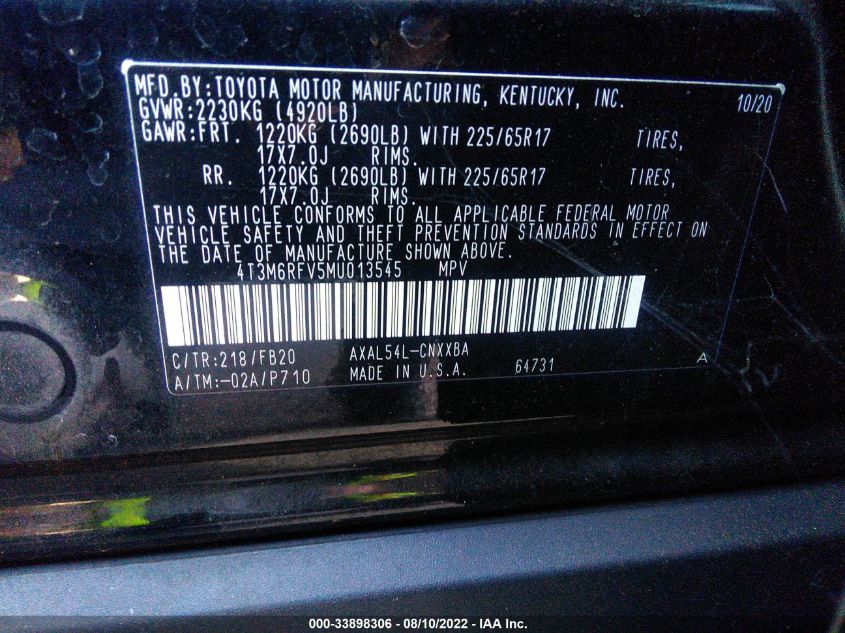 MFD.BY:TOYOTA MOTOR MANUFACTURING, KENTUCKY, INC. 10/20
GVWR:2230KG (4920LB)
GAWR:FRT. 1220KG (2690LB) WITH 225/65R17 TIRES,
17X7.0J RIMS.
RR. 1220KG (2690LB) WITH 225/65R17 TIRES,
17X7.0J RIMS.
THIS VEHICLE CONFORMS TO ALL APPLICABLE FEDERAL MOTOR
VEHICLE SAFETY AND THEFT PREVENTION STANDARDS IN EFFECT ON
THE DATE OF MANUFACTURE SHOWN ABOVE.
4T3M6RFV5MU013545 MPV
C/TR:218/FB20 AXAL54L-CNXXBA
A/TM:-02A/P710 MADE IN U.S.A. 64731 A
000-33898306 - 08/10/2022 - IAA Inc.